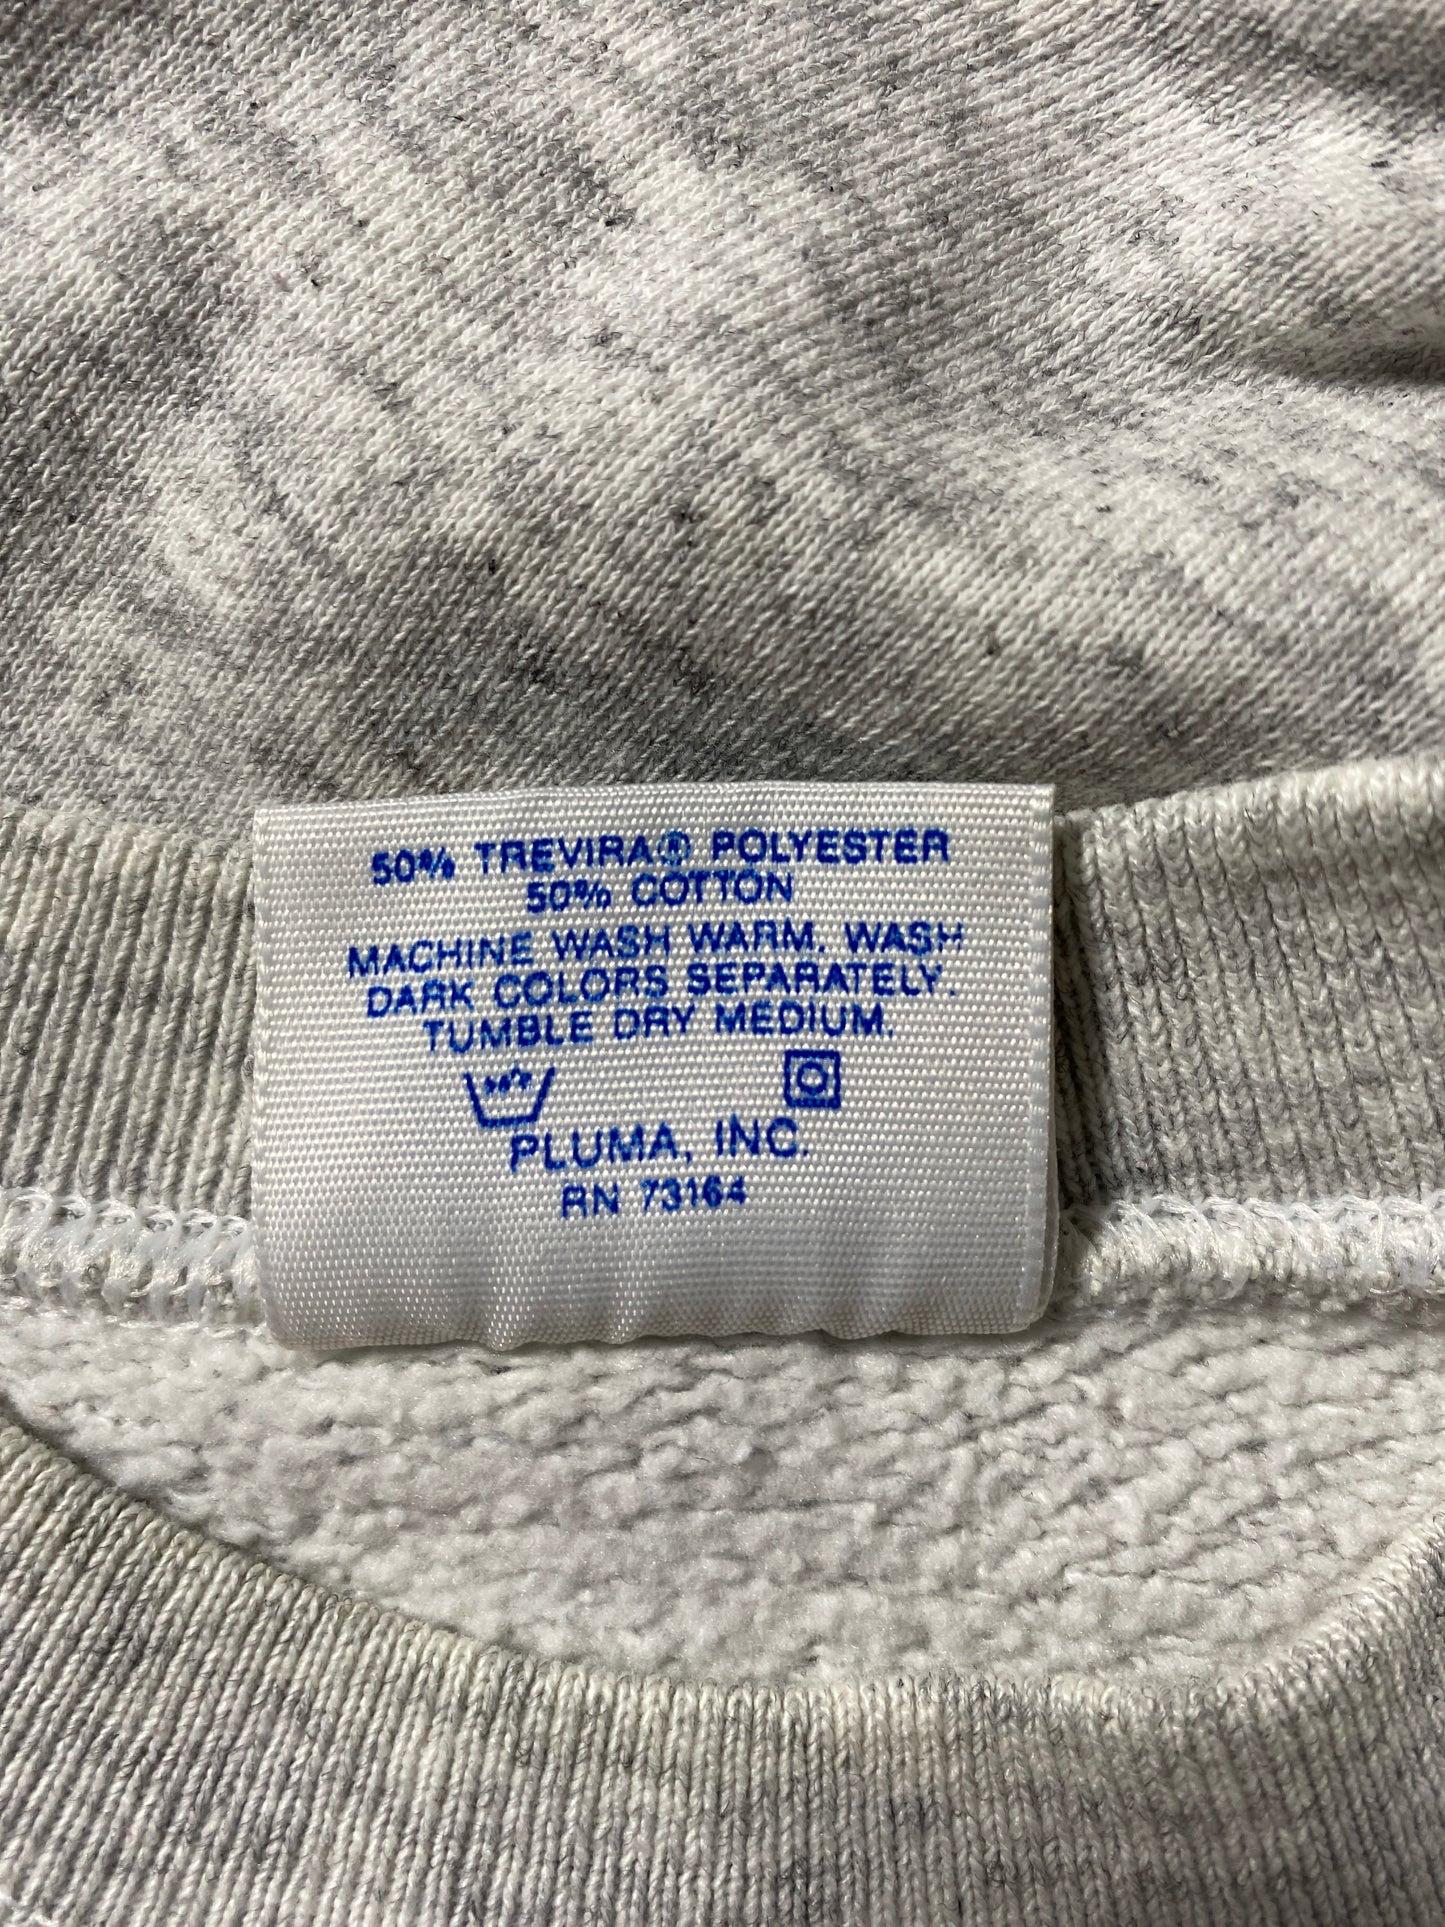 50% TREVIRA® POLYESTER
50% COTTON
MACHINE WASH WARM. WASH
DARK COLORS SEPARATELY.
TUMBLE DRY MEDIUM.
PLUMA, INC.
RN 73164